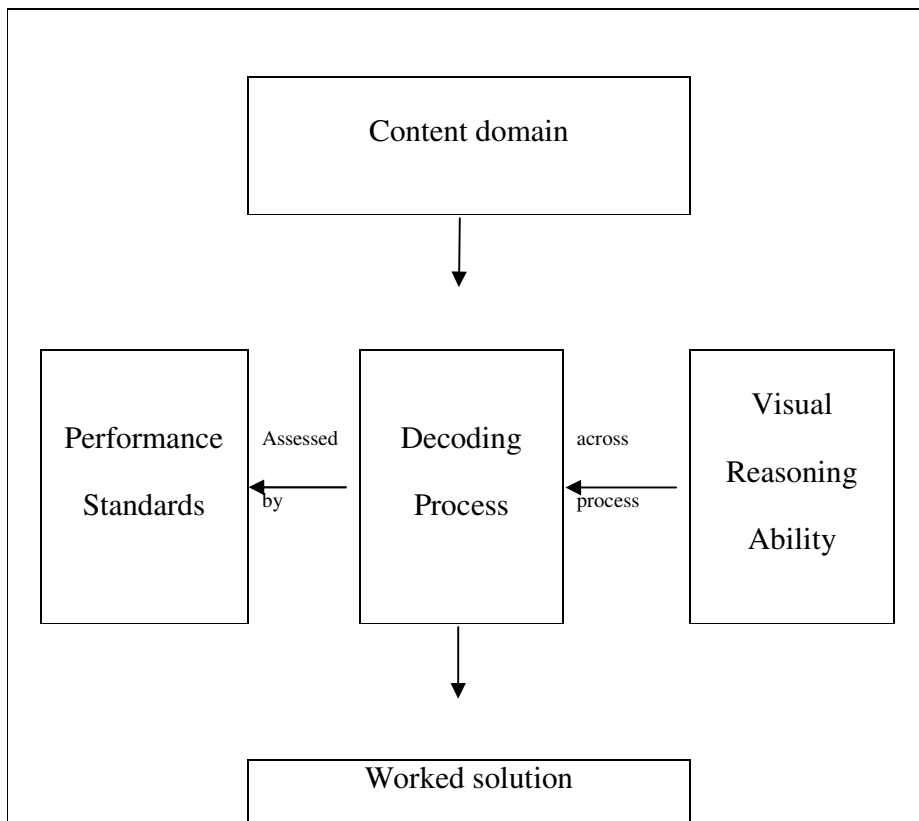 Content domain
Performance
Standards
Assessed
by
Decoding
Process
across
process
Visual
Reasoning
Ability
Worked solution